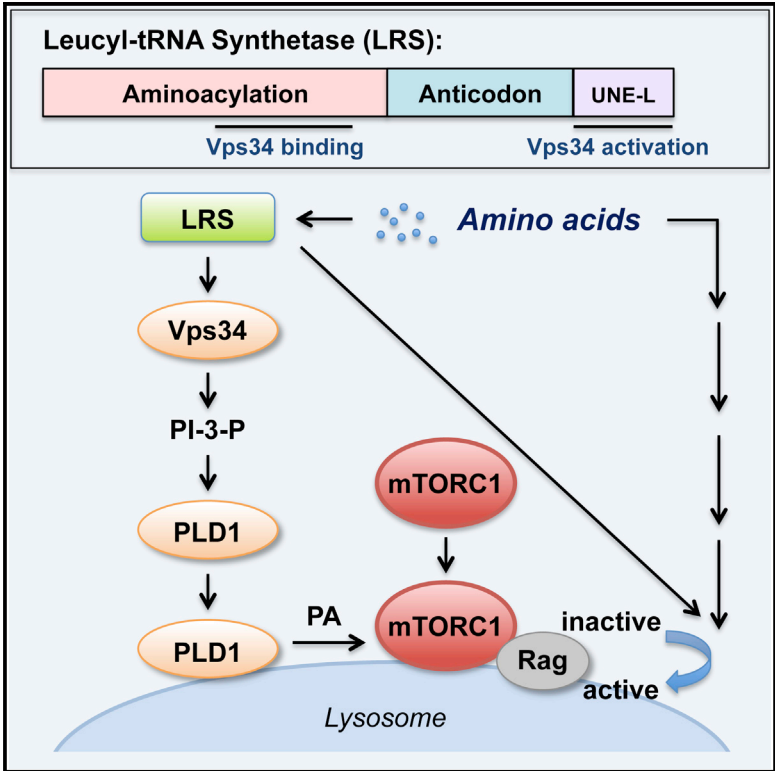 Leucyl-tRNA Synthetase (LRS):
Aminoacylation Anticodon UNE-L
Vps34 binding Vps34 activation
LRS Amino acids
Vps34
PI-3-P
mTORC1
PLD1
PA mTORC1 inactive
PLD1 Rag
active
Lysosome